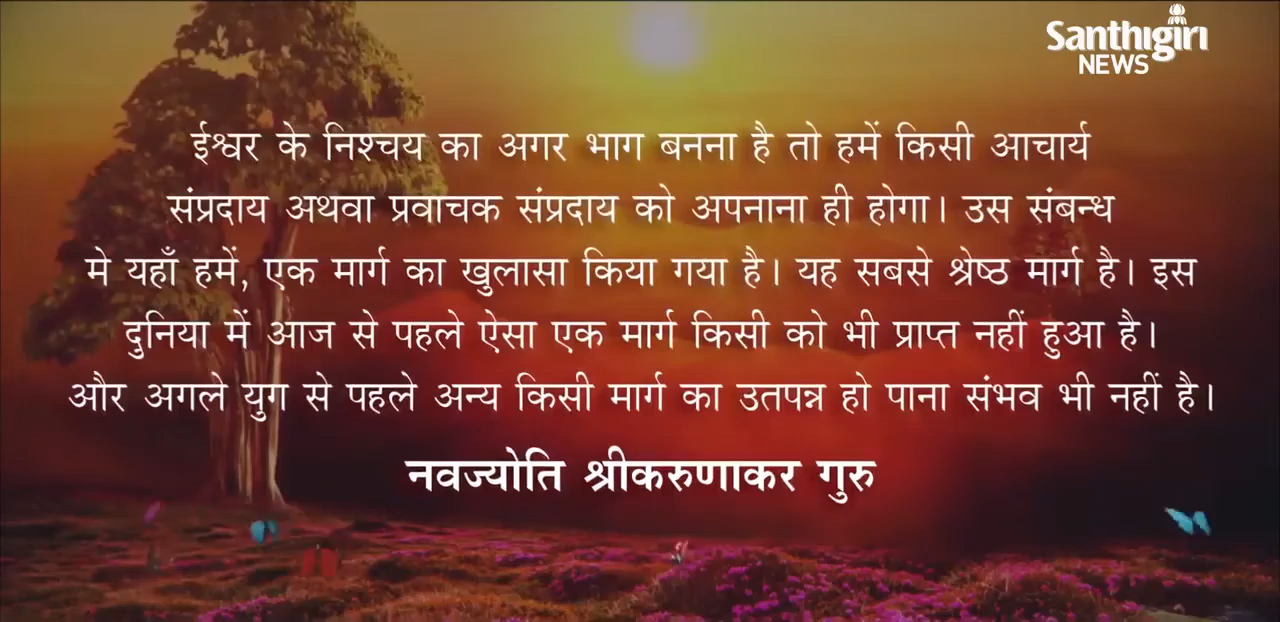 Santhigiri
NEWS
ईश्वर के निश्चय का अगर भाग बनना है तो हमें किसी आचार्य
संप्रदाय अथवा प्रवाचक संप्रदाय को अपनाना ही होगा। उस संबन्ध
मे यहाँ हमें, एक मार्ग का खुलासा किया गया है। यह सबसे श्रेष्ठ मार्ग है। इस
दुनिया में आज से पहले ऐसा एक मार्ग किसी को भी प्राप्त नहीं हुआ है।
और अगले युग से पहले अन्य किसी मार्ग का उतपन्न हो पाना संभव भी नहीं है।
नवज्योति श्रीकरुणाकर गुरु